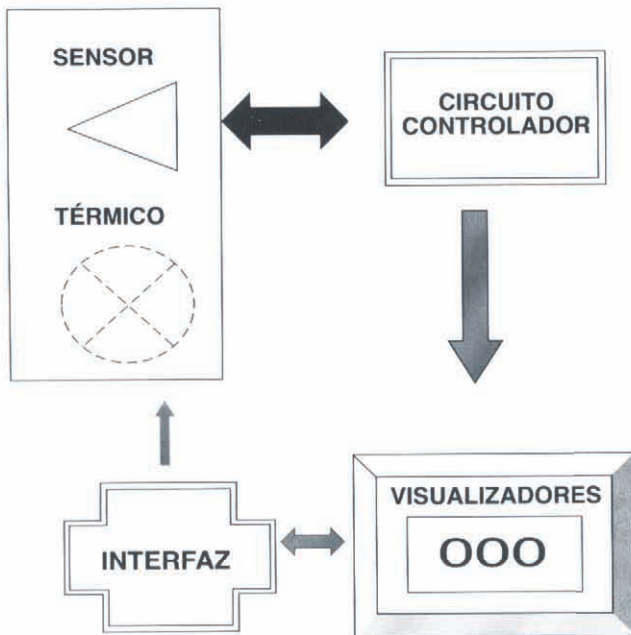 SENSOR
TÉRMICO
CIRCUITO
CONTROLADOR
INTERFAZ
VISUALIZADORES
OOO